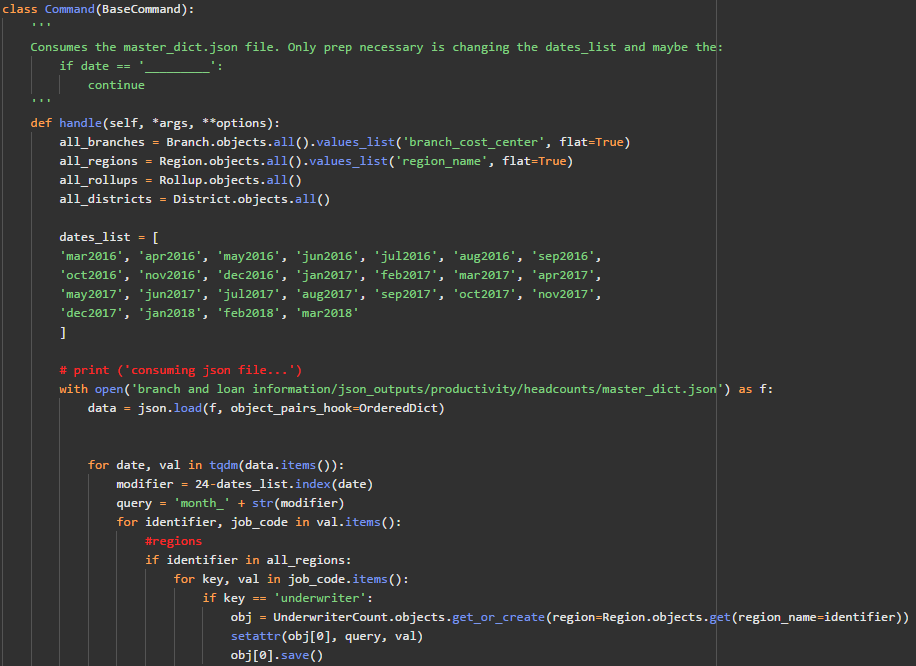 class Command(BaseCommand):
    '''
    Consumes the master_dict.json file. Only prep necessary is changing the dates_list and maybe the:
        if date == '_________':
            continue
    '''
    def handle(self, *args, **options):
        all_branches = Branch.objects.all().values_list('branch_cost_center', flat=True)
        all_regions = Region.objects.all().values_list('region_name', flat=True)
        all_rollups = Rollup.objects.all()
        all_districts = District.objects.all()

        dates_list = [
        'mar2016', 'apr2016', 'may2016', 'jun2016', 'jul2016', 'aug2016', 'sep2016',
        'oct2016', 'nov2016', 'dec2016', 'jan2017', 'feb2017', 'mar2017', 'apr2017',
        'may2017', 'jun2017', 'jul2017', 'aug2017', 'sep2017', 'oct2017', 'nov2017',
        'dec2017', 'jan2018', 'feb2018', 'mar2018'
        ]

        # print ('consuming json file...')
        with open('branch and loan information/json_outputs/productivity/headcounts/master_dict.json') as f:
            data = json.load(f, object_pairs_hook=OrderedDict)


            for date, val in tqdm(data.items()):
                modifier = 24-dates_list.index(date)
                query = 'month_' + str(modifier)
                for identifier, job_code in val.items():
                    #regions
                    if identifier in all_regions:
                        for key, val in job_code.items():
                            if key == 'underwriter':
                                obj = UnderwriterCount.objects.get_or_create(region=Region.objects.get(region_name=identifier))
                                setattr(obj[0], query, val)
                                obj[0].save()